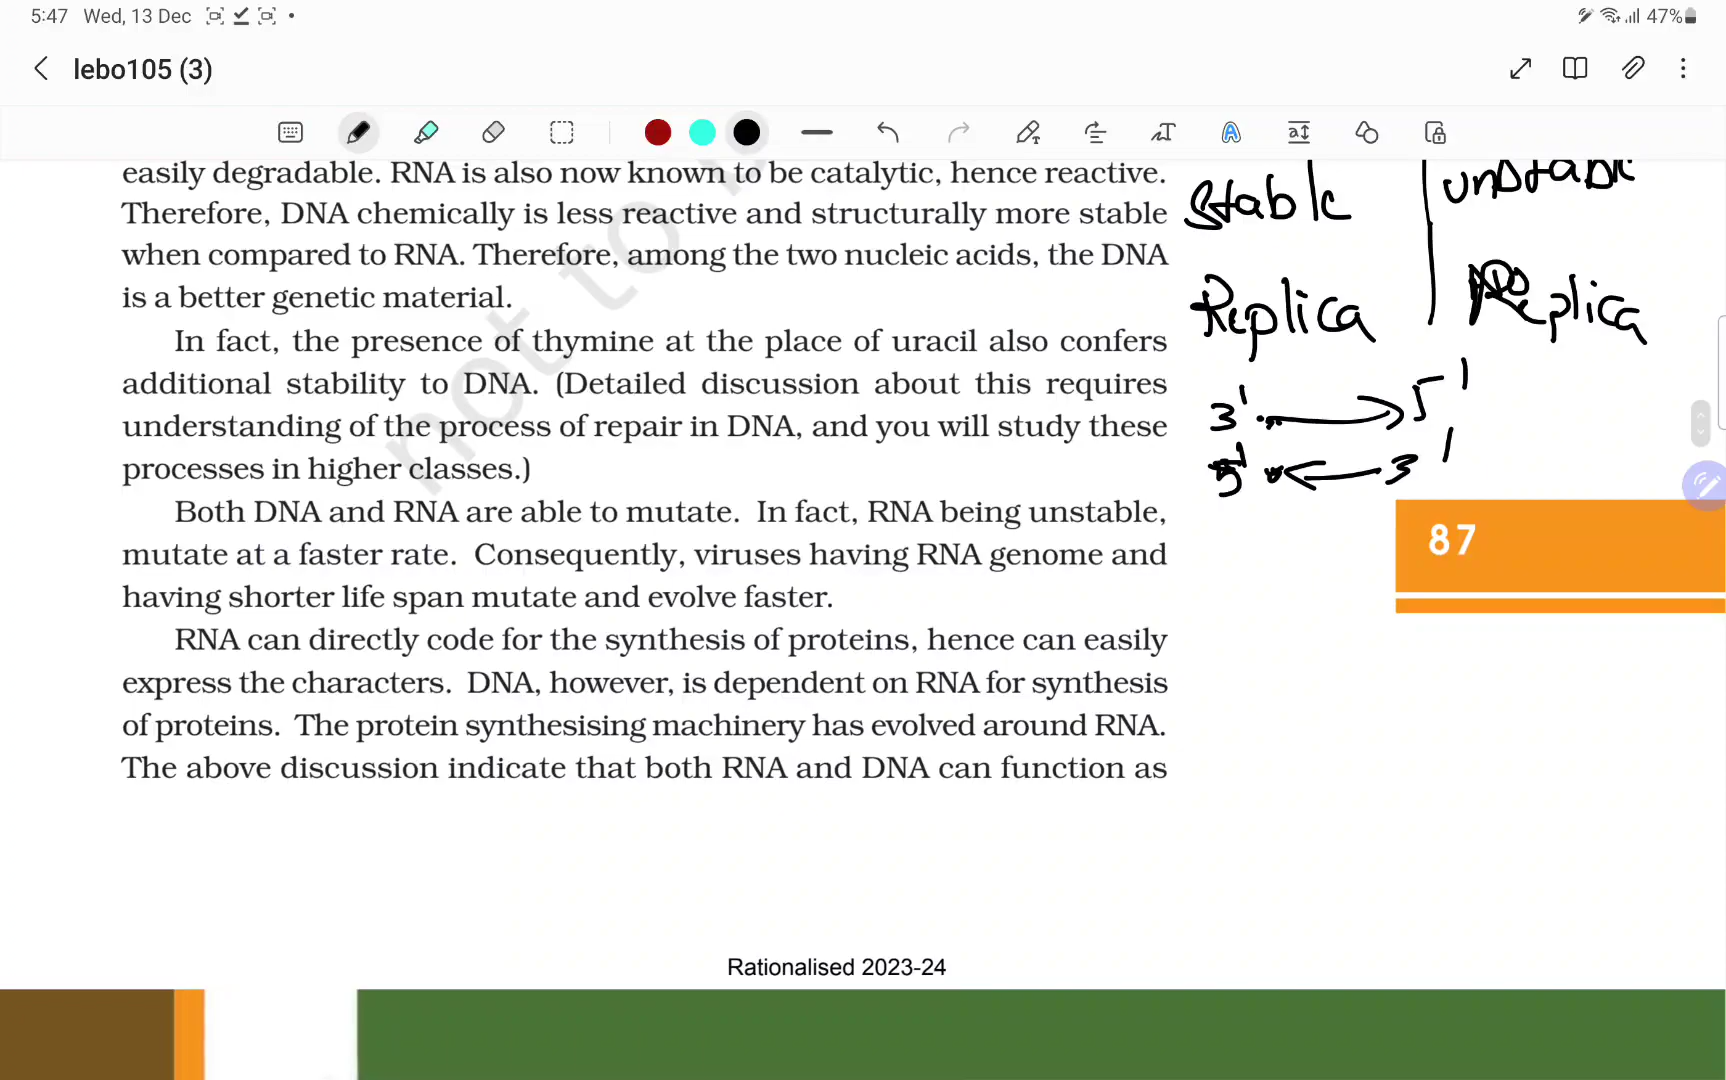 5:47 Wed, 13 Dec
47%
lebo105 (3)
easily degradable. RNA is also now known to be catalytic, hence reactive.
Therefore, DNA chemically is less reactive and structurally more stable
when compared to RNA. Therefore, among the two nucleic acids, the DNA
is a better genetic material.
In fact, the presence of thymine at the place of uracil also confers
additional stability to DNA. (Detailed discussion about this requires
understanding of the process of repair in DNA, and you will study these
processes in higher classes.)
Both DNA and RNA are able to mutate. In fact, RNA being unstable,
mutate at a faster rate. Consequently, viruses having RNA genome and
having shorter life span mutate and evolve faster.
RNA can directly code for the synthesis of proteins, hence can easily
express the characters. DNA, however, is dependent on RNA for synthesis
of proteins. The protein synthesising machinery has evolved around RNA.
The above discussion indicate that both RNA and DNA can function as
not to
Stable unstable
Replica Replica
3' → 5'
5' ← 3'
87
Rationalised 2023-24